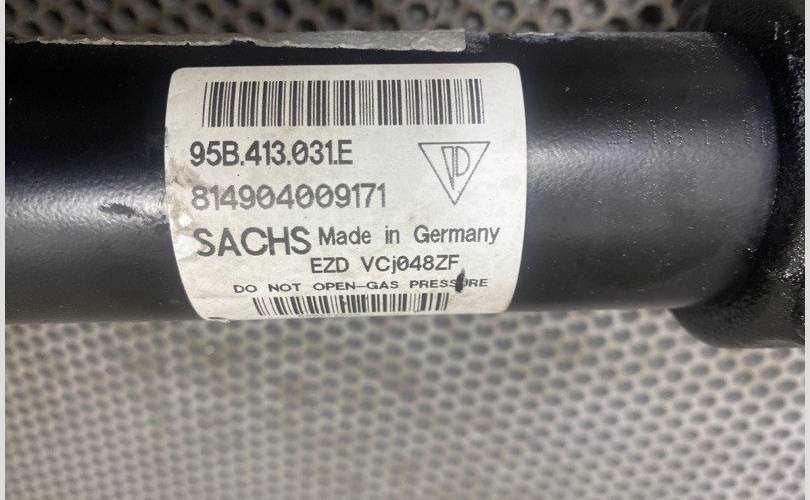 95B.413.031.E
814904009171
SACHS Made in Germany
EZD VCj048ZF
DO NOT OPEN-GAS PRESSURE